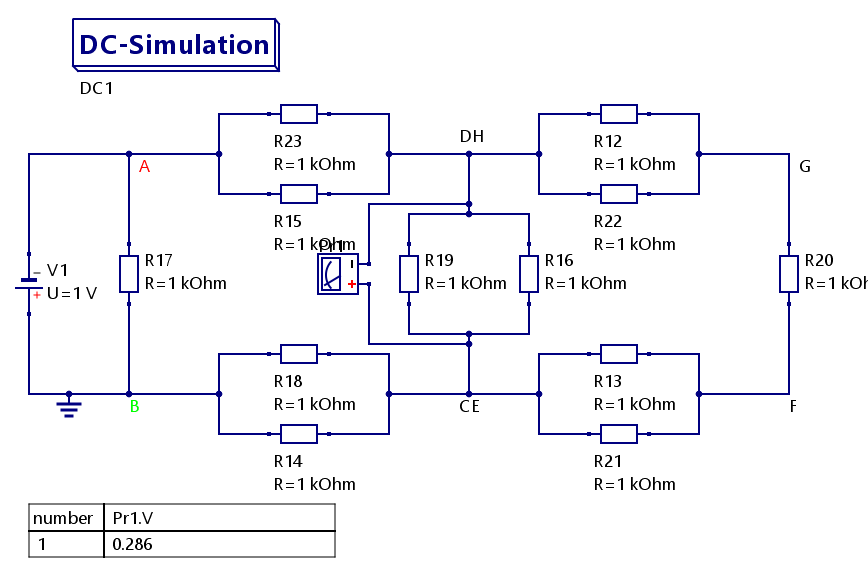 DC-Simulation
DC1
R23
R=1 kOhm
R12
R=1 kOhm
DH
A
G
R15
R=1 kOhm
R22
R=1 kOhm
Pr1
V1
U=1 V
R17
R=1 kOhm
R19
R=1 kOhm
R16
R=1 kOhm
R20
R=1 kOh
R18
R=1 kOhm
R13
R=1 kOhm
B
CE
F
R14
R=1 kOhm
R21
R=1 kOhm
number Pr1.V
1 0.286